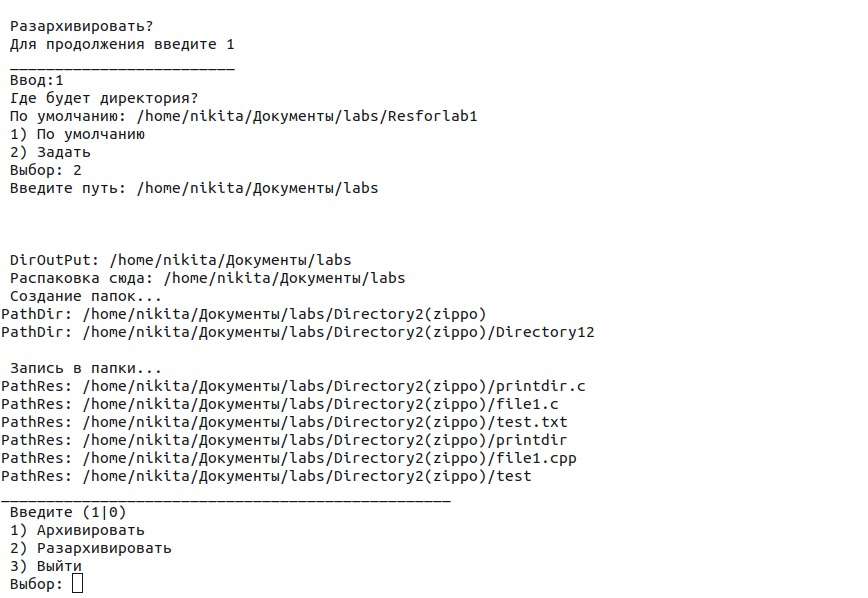 Разархивировать?
Для продолжения введите 1
_________________________
Ввод:1
Где будет директория?
По умолчанию: /home/nikita/Документы/labs/Resforlab1
1) По умолчанию
2) Задать
Выбор: 2
Введите путь: /home/nikita/Документы/labs
DirOutPut: /home/nikita/Документы/labs
Распаковка сюда: /home/nikita/Документы/labs
Создание папок...
PathDir: /home/nikita/Документы/labs/Directory2(zippo)
PathDir: /home/nikita/Документы/labs/Directory2(zippo)/Directory12
Запись в папки...
PathRes: /home/nikita/Документы/labs/Directory2(zippo)/printdir.c
PathRes: /home/nikita/Документы/labs/Directory2(zippo)/file1.c
PathRes: /home/nikita/Документы/labs/Directory2(zippo)/test.txt
PathRes: /home/nikita/Документы/labs/Directory2(zippo)/printdir
PathRes: /home/nikita/Документы/labs/Directory2(zippo)/file1.cpp
PathRes: /home/nikita/Документы/labs/Directory2(zippo)/test
__________________________________________________
Введите (1|0)
1) Архивировать
2) Разархивировать
3) Выйти
Выбор: